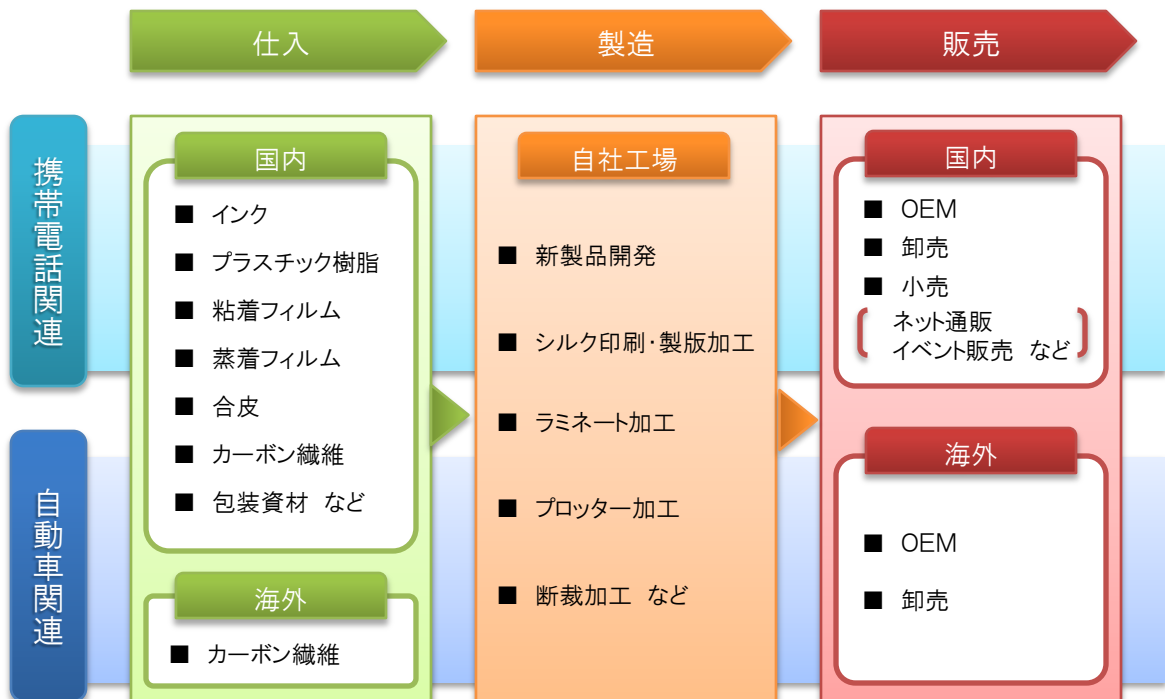 仕入
製造
販売
携帯電話関連
自動車関連
国内
■ インク
■ プラスチック樹脂
■ 粘着フィルム
■ 蒸着フィルム
■ 合皮
■ カーボン繊維
■ 包装資材 など
海外
■ カーボン繊維
自社工場
■ 新製品開発
■ シルク印刷・製版加工
■ ラミネート加工
■ プロッター加工
■ 断裁加工 など
国内
■ OEM
■ 卸売
■ 小売
ネット通販
イベント販売 など
海外
■ OEM
■ 卸売